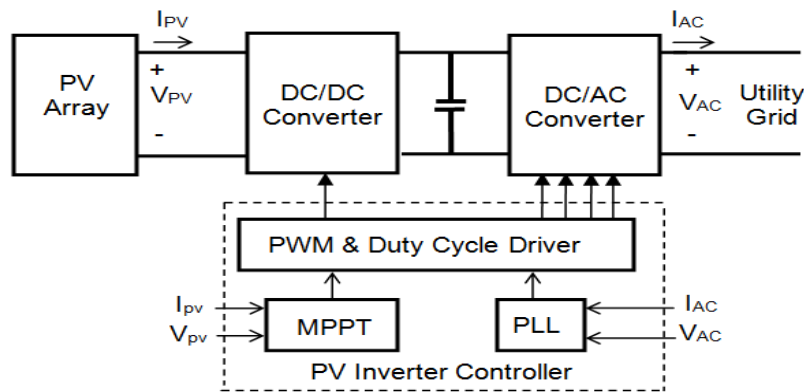 IPV
IAC
PV
Array
+
VPV
-
DC/DC
Converter
DC/AC
Converter
+
VAC
-
Utility
Grid
PWM & Duty Cycle Driver
Ipv
Vpv
MPPT
PLL
IAC
VAC
PV Inverter Controller